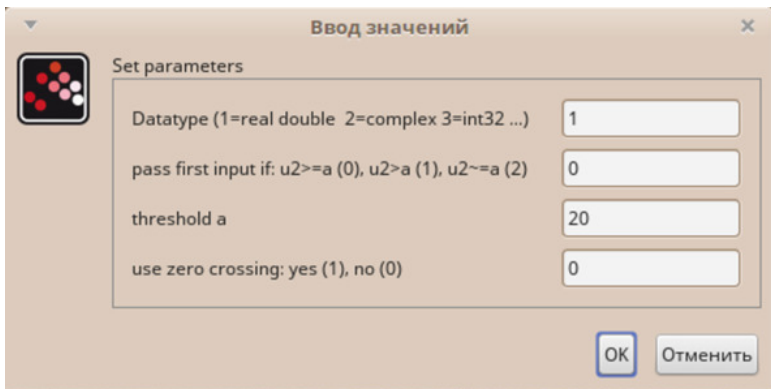 Ввод значений
Set parameters
Datatype (1=real double 2=complex 3=int32 ...) 1
pass first input if: u2>=a (0), u2>a (1), u2~=a (2) 0
threshold a 20
use zero crossing: yes (1), no (0) 0
OK Отменить